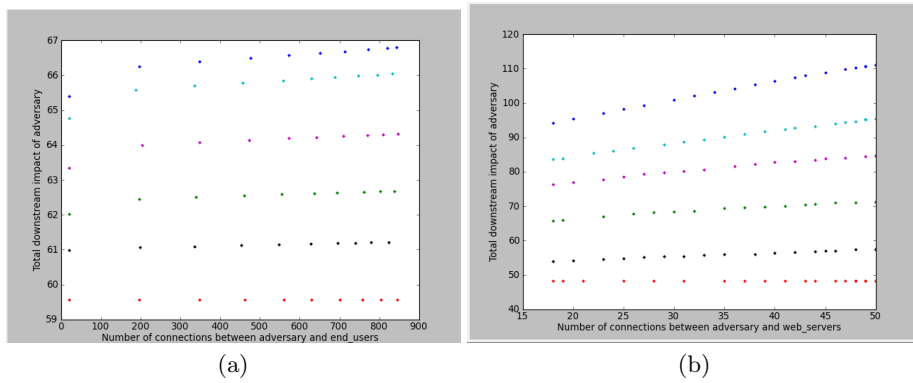 67
66
65
64
63
62
61
60
59
Total downstream impact of adversary
0 100 200 300 400 500 600 700 800 900
Number of connections between adversary and end_users
(a)
120
110
100
90
80
70
60
50
40
Total downstream impact of adversary
15 20 25 30 35 40 45 50
Number of connections between adversary and web_servers
(b)